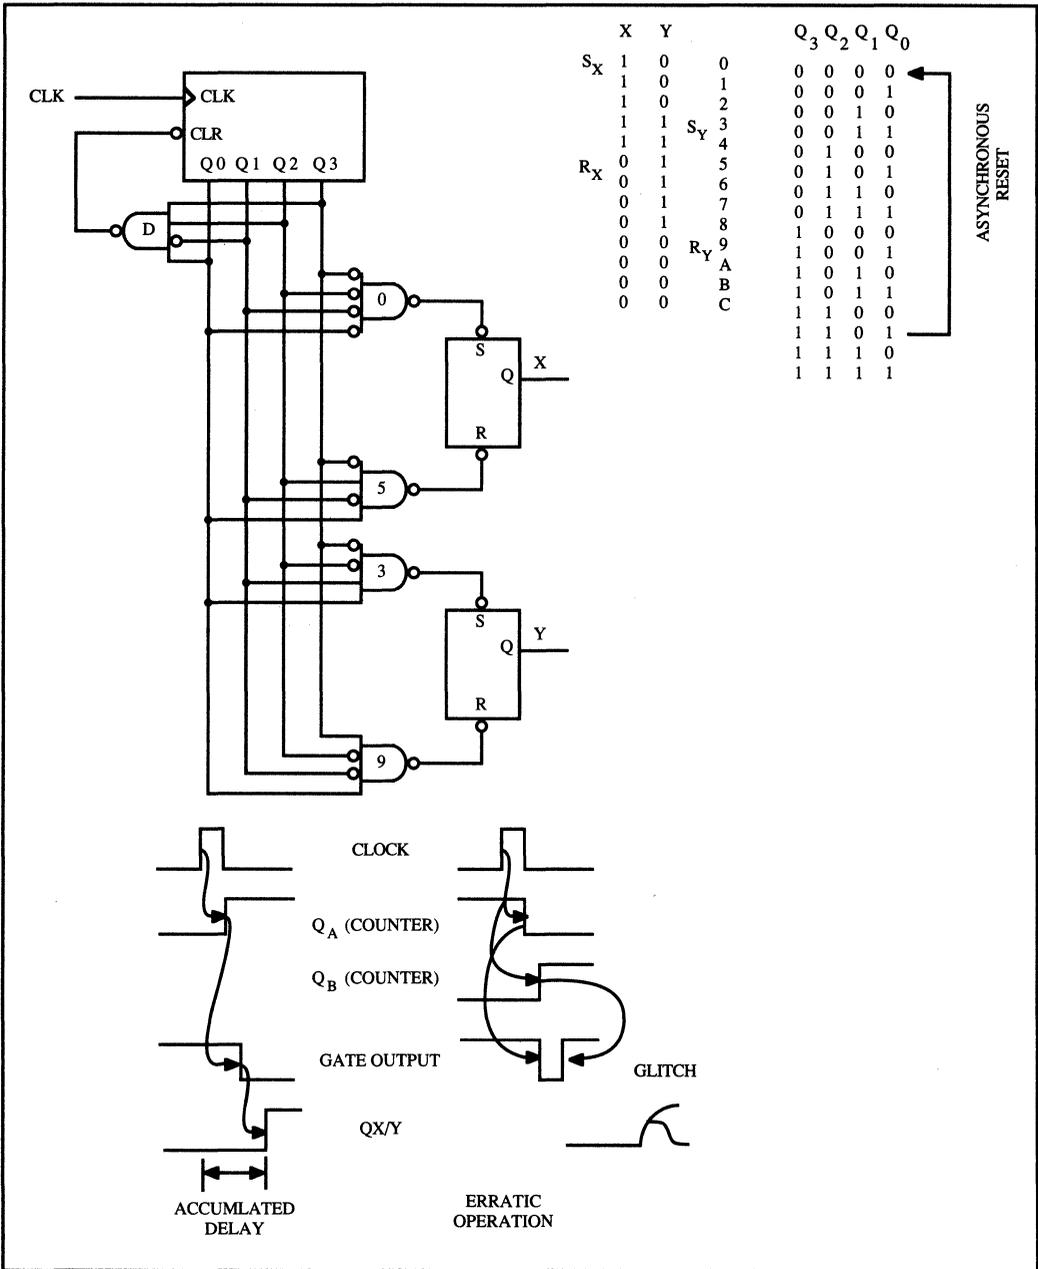 X Y
Q3 Q2 Q1 Q0
SX 1 0 0 0 0 0 0
1 0 1 0 0 0 1
1 0 2 0 0 1 0
1 1 SY 3 0 0 1 1
1 1 4 0 1 0 0
RX 0 1 5 0 1 0 1
0 1 6 0 1 1 0
0 1 7 0 1 1 1
0 1 8 1 0 0 0
0 0 RY 9 1 0 0 1
0 0 A 1 0 1 0
0 0 B 1 0 1 1
0 0 C 1 1 0 0
1 1 0 1
1 1 1 0
1 1 1 1
ASYNCHRONOUS
RESET
CLK
CLK
CLR
Q0 Q1 Q2 Q3
D
0
S
Q
X
R
5
3
S
Q
Y
R
9
CLOCK
QA (COUNTER)
QB (COUNTER)
GATE OUTPUT
GLITCH
QX/Y
ACCUMLATED
DELAY
ERRATIC
OPERATION